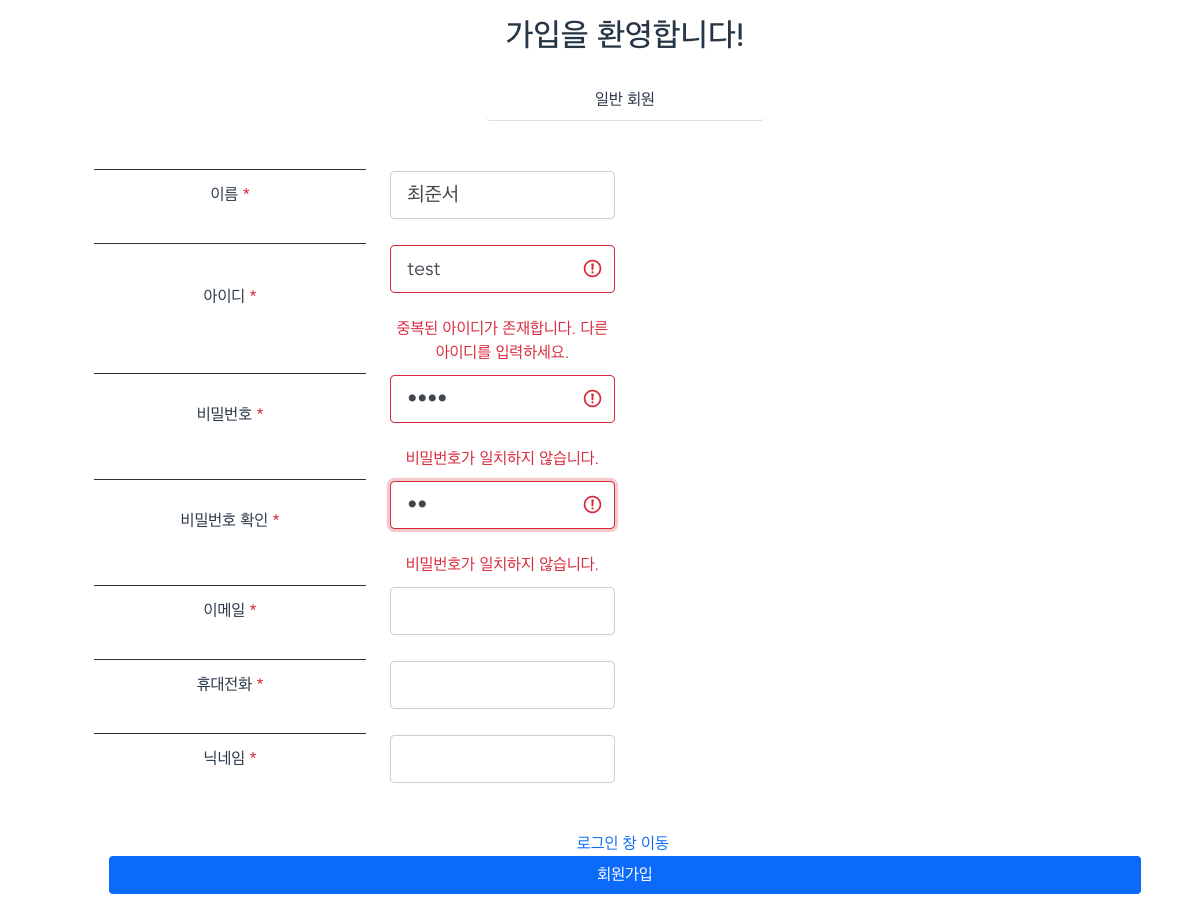 가입을 환영합니다!
일반 회원
이름 *
최준서
아이디 *
test
중복된 아이디가 존재합니다. 다른
아이디를 입력하세요.
비밀번호 *
••••
비밀번호가 일치하지 않습니다.
비밀번호 확인 *
••
비밀번호가 일치하지 않습니다.
이메일 *
휴대전화 *
닉네임 *
로그인 창 이동
회원가입